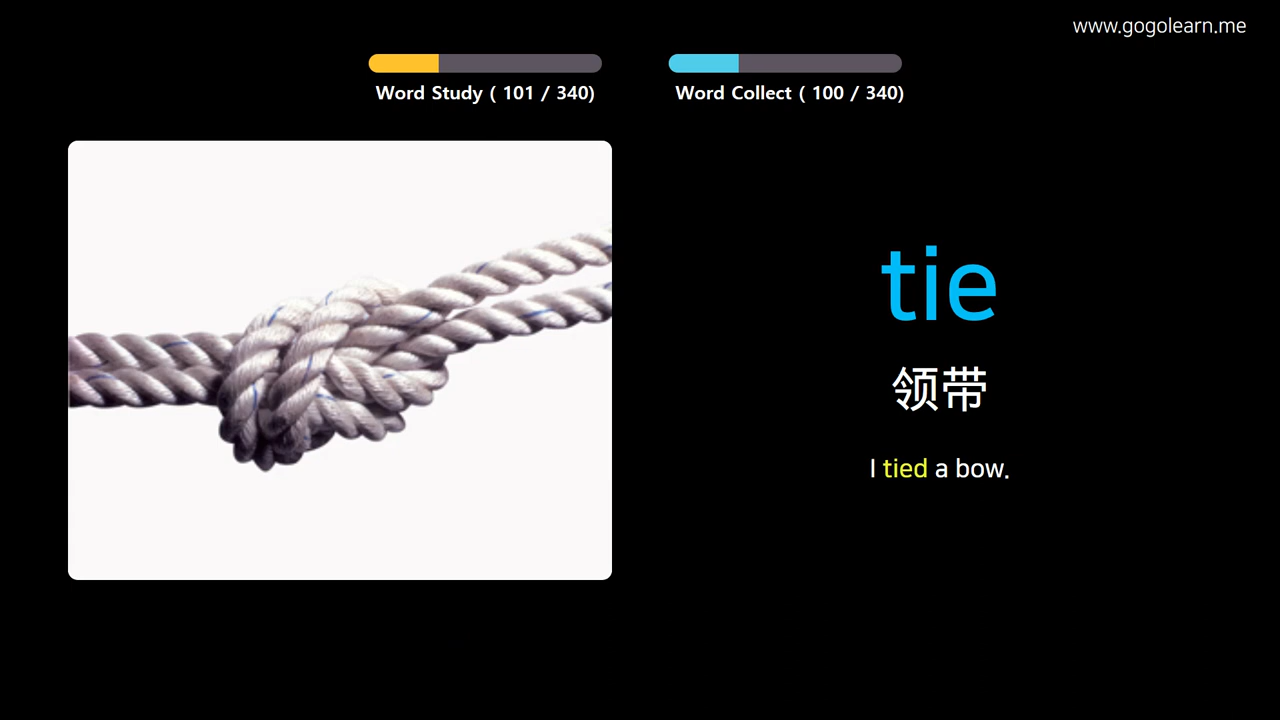 www.gogolearn.me
Word Study ( 101 / 340)
Word Collect ( 100 / 340)
tie
领带
I tied a bow.